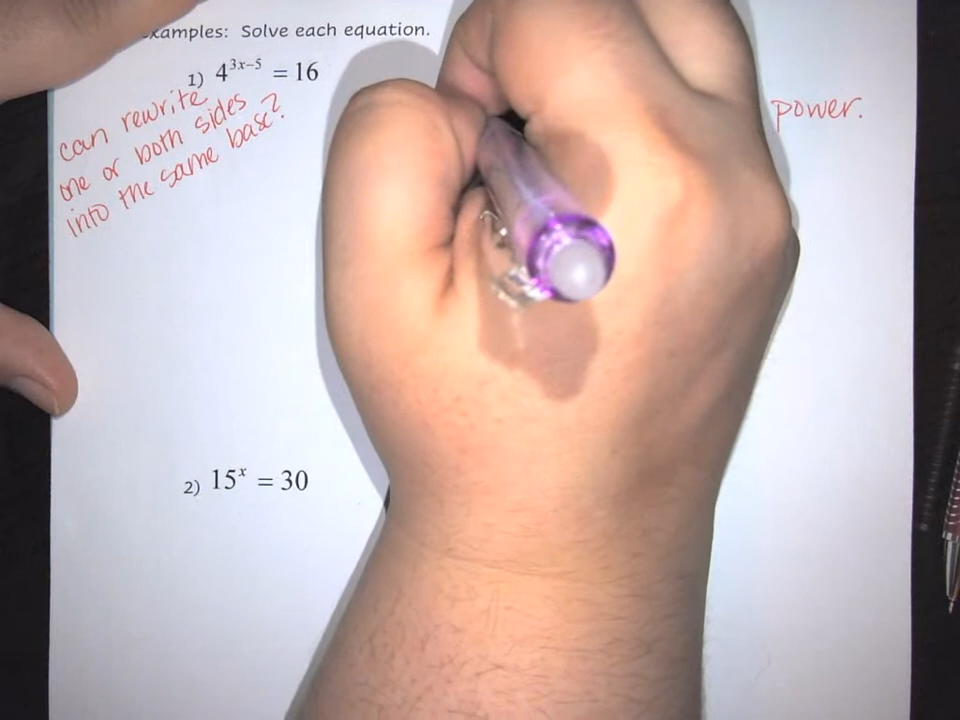 xamples: Solve each equation.
1) 4^{3x-5} = 16
can rewrite
one or both sides
into the same base?
power.
2) 15^x = 30